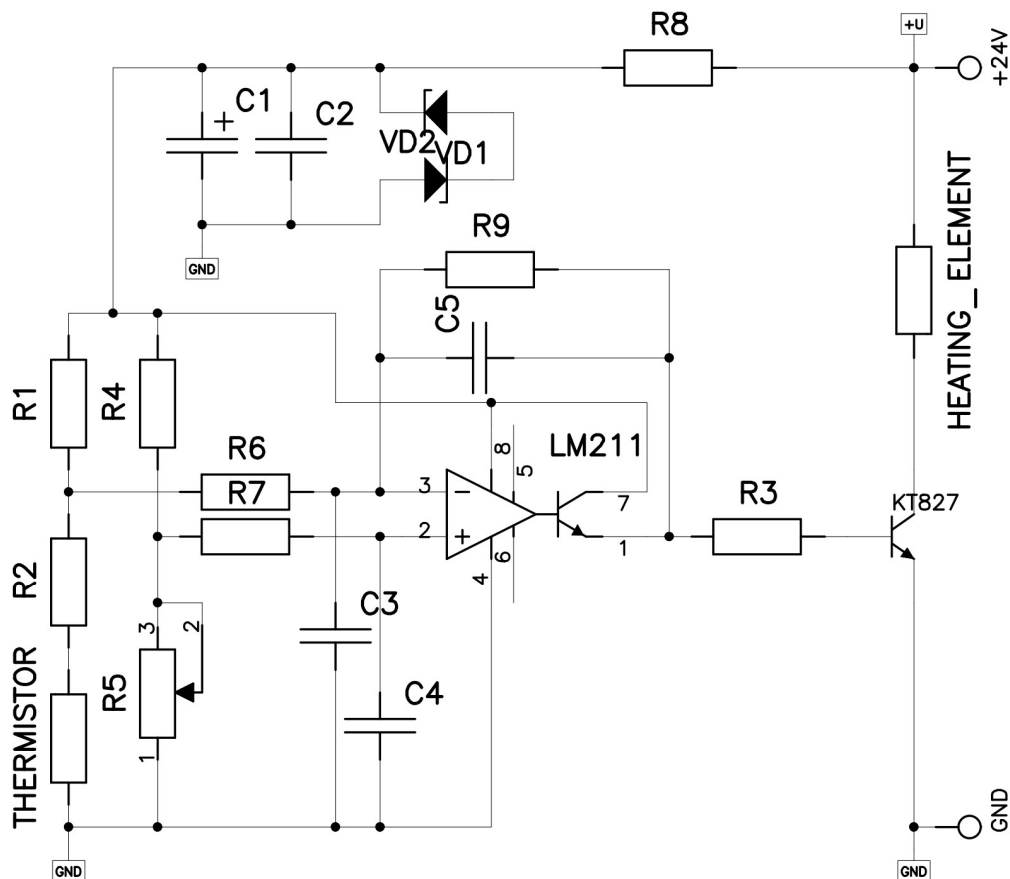 R8
+U
+24V
C1
+
C2
VD2
VD1
GND
R9
C5
HEATING_ELEMENT
R1
R4
R6
R7
8
5
LM211
3
−
7
2
+
1
4
6
R3
KT827
R2
3
2
C3
THERMISTOR
R5
C4
1
GND
GND
GND